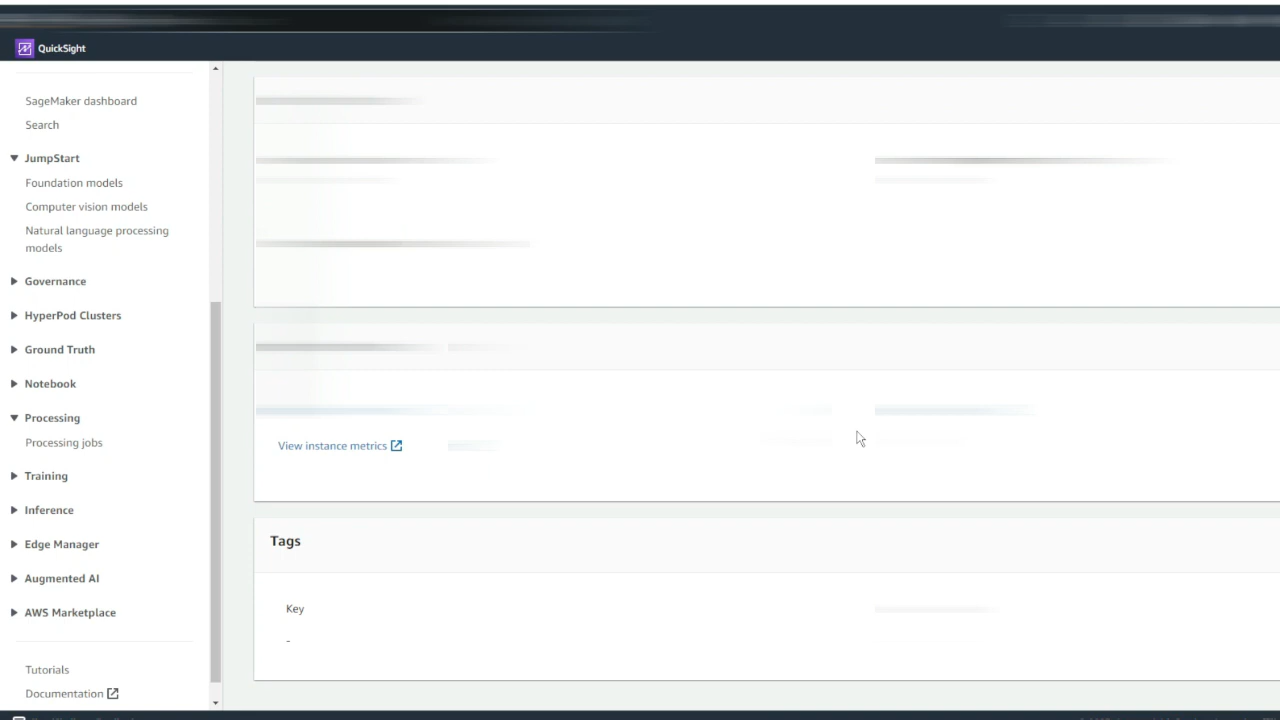 QuickSight
SageMaker dashboard
Search
JumpStart
Foundation models
Computer vision models
Natural language processing
models
Governance
HyperPod Clusters
Ground Truth
Notebook
Processing
Processing jobs
Training
Inference
Edge Manager
Augmented AI
AWS Marketplace
Tutorials
Documentation
View instance metrics
Tags
Key
-